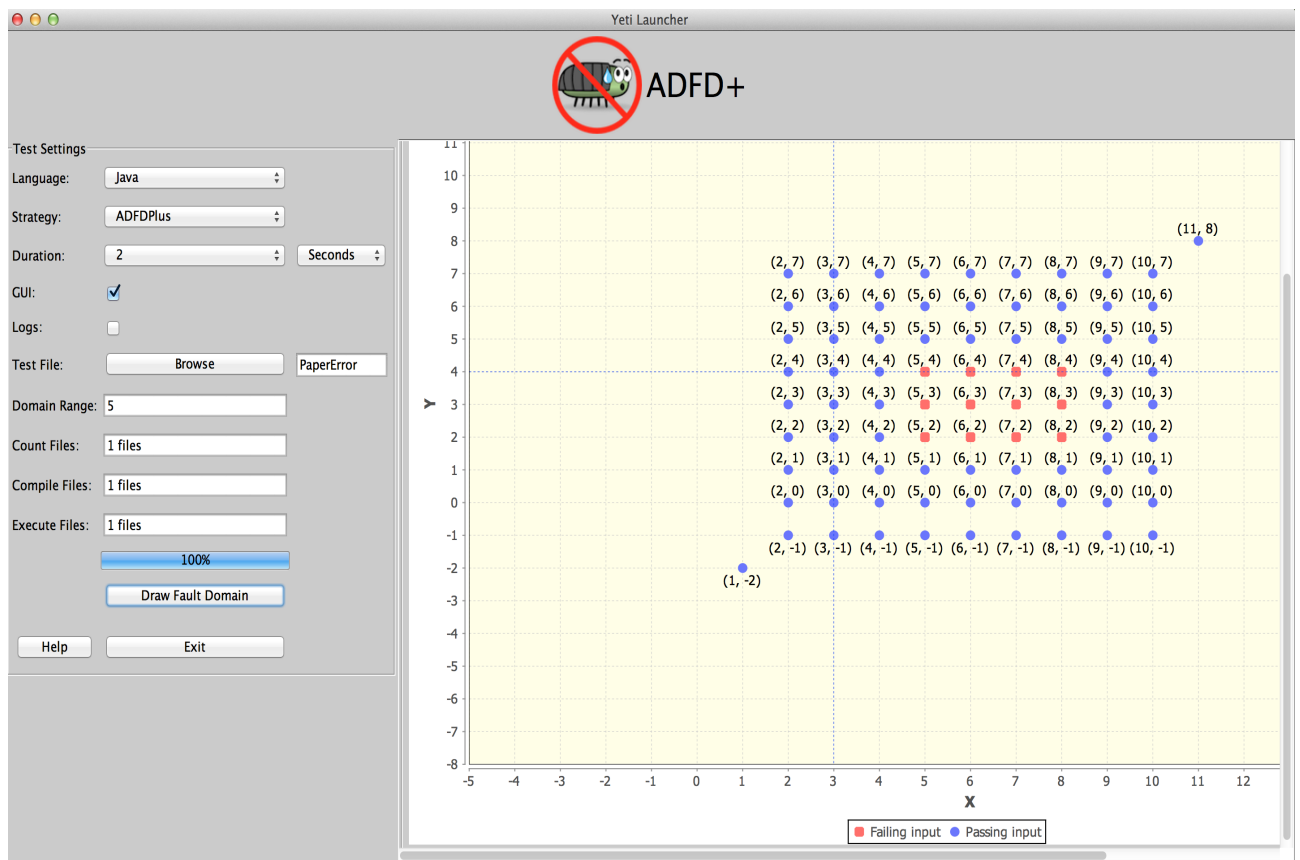 Yeti Launcher
ADFD+
Test Settings
Language: Java
Strategy: ADFDPlus
Duration: 2 Seconds
GUI:
Logs:
Test File: Browse PaperError
Domain Range: 5
Count Files: 1 files
Compile Files: 1 files
Execute Files: 1 files
100%
Draw Fault Domain
Help Exit
11
10
9
8
7
6
5
4
3
2
1
0
-1
-2
-3
-4
-5
-6
-7
-8
Y
(11, 8)
(2, 7) (3, 7) (4, 7) (5, 7) (6, 7) (7, 7) (8, 7) (9, 7) (10, 7)
(2, 6) (3, 6) (4, 6) (5, 6) (6, 6) (7, 6) (8, 6) (9, 6) (10, 6)
(2, 5) (3, 5) (4, 5) (5, 5) (6, 5) (7, 5) (8, 5) (9, 5) (10, 5)
(2, 4) (3, 4) (4, 4) (5, 4) (6, 4) (7, 4) (8, 4) (9, 4) (10, 4)
(2, 3) (3, 3) (4, 3) (5, 3) (6, 3) (7, 3) (8, 3) (9, 3) (10, 3)
(2, 2) (3, 2) (4, 2) (5, 2) (6, 2) (7, 2) (8, 2) (9, 2) (10, 2)
(2, 1) (3, 1) (4, 1) (5, 1) (6, 1) (7, 1) (8, 1) (9, 1) (10, 1)
(2, 0) (3, 0) (4, 0) (5, 0) (6, 0) (7, 0) (8, 0) (9, 0) (10, 0)
(2, -1) (3, -1) (4, -1) (5, -1) (6, -1) (7, -1) (8, -1) (9, -1) (10, -1)
(1, -2)
-5 -4 -3 -2 -1 0 1 2 3 4 5 6 7 8 9 10 11 12
X
Failing input Passing input